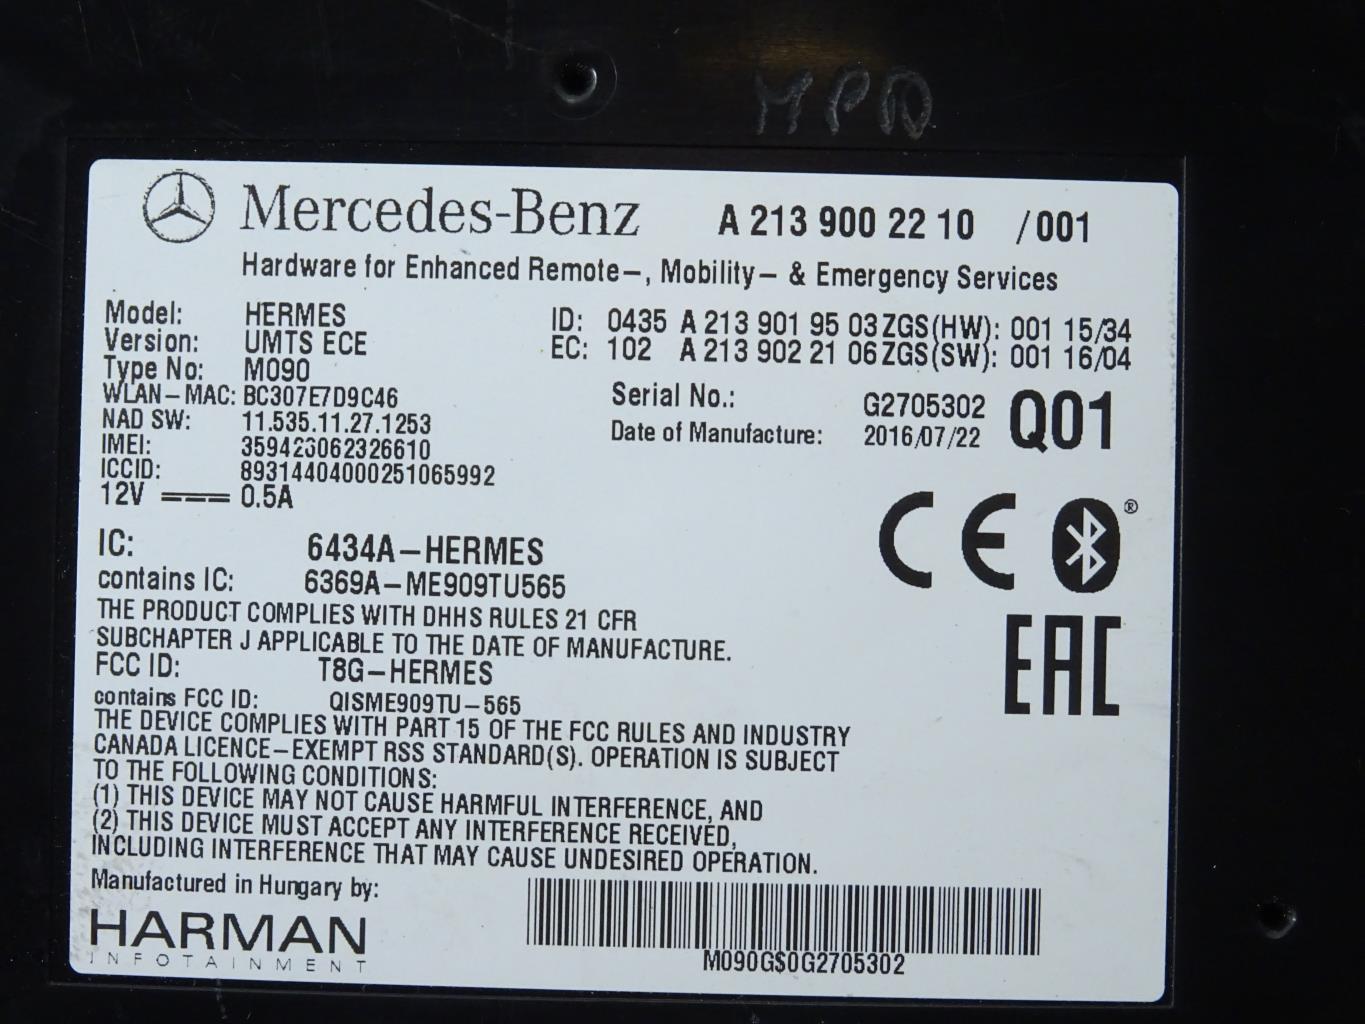 MPD
Mercedes-Benz A 213 900 22 10 /001
Hardware for Enhanced Remote-, Mobility- & Emergency Services
Model: HERMES ID: 0435 A 213 901 95 03 ZGS(HW): 001 15/34
Version: UMTS ECE EC: 102 A 213 902 21 06 ZGS(SW): 001 16/04
Type No: M090
WLAN-MAC: BC307E7D9C46 Serial No.: G2705302 Q01
NAD SW: 11.535.11.27.1253 Date of Manufacture: 2016/07/22
IMEI: 359423062326610
ICCID: 89314404000251065992
12V 0.5A
CE ®
IC: 6434A-HERMES
contains IC: 6369A-ME909TU565
THE PRODUCT COMPLIES WITH DHHS RULES 21 CFR
SUBCHAPTER J APPLICABLE TO THE DATE OF MANUFACTURE.
EAC
FCC ID: T8G-HERMES
contains FCC ID: QISME909TU-565
THE DEVICE COMPLIES WITH PART 15 OF THE FCC RULES AND INDUSTRY
CANADA LICENCE-EXEMPT RSS STANDARD(S). OPERATION IS SUBJECT
TO THE FOLLOWING CONDITIONS:
(1) THIS DEVICE MAY NOT CAUSE HARMFUL INTERFERENCE, AND
(2) THIS DEVICE MUST ACCEPT ANY INTERFERENCE RECEIVED,
INCLUDING INTERFERENCE THAT MAY CAUSE UNDESIRED OPERATION.
Manufactured in Hungary by:
HARMAN
INFOTAINMENT
M090G$0G2705302